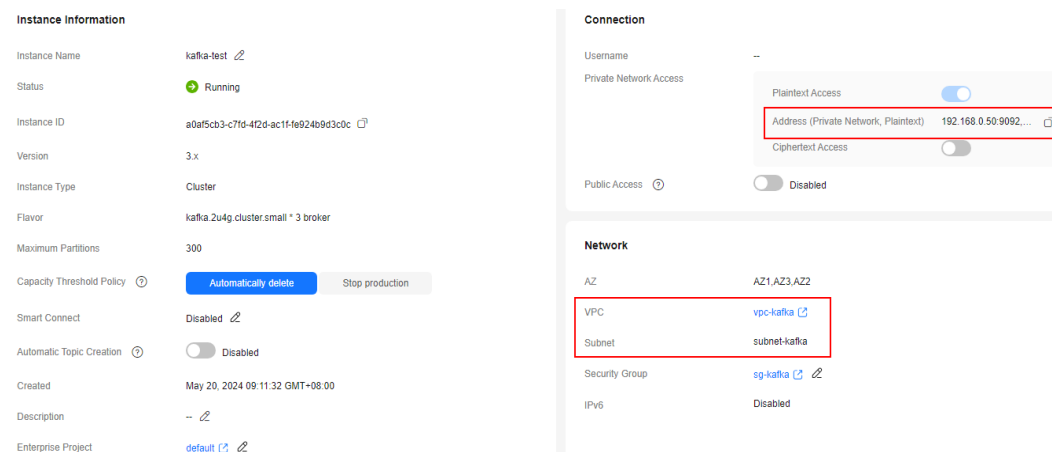 Instance Information
Instance Name kafka-test
Status Running
Instance ID a0af5cb3-c7fd-4f2d-ac1f-fe924b9d3c0c
Version 3.x
Instance Type Cluster
Flavor kafka.2u4g.cluster.small * 3 broker
Maximum Partitions 300
Capacity Threshold Policy Automatically delete Stop production
Smart Connect Disabled
Automatic Topic Creation Disabled
Created May 20, 2024 09:11:32 GMT+08:00
Description --
Enterprise Project default
Connection
Username --
Private Network Access
Plaintext Access
Address (Private Network, Plaintext) 192.168.0.50:9092,...
Ciphertext Access
Public Access Disabled
Network
AZ AZ1,AZ3,AZ2
VPC vpc-kafka
Subnet subnet-kafka
Security Group sg-kafka
IPv6 Disabled